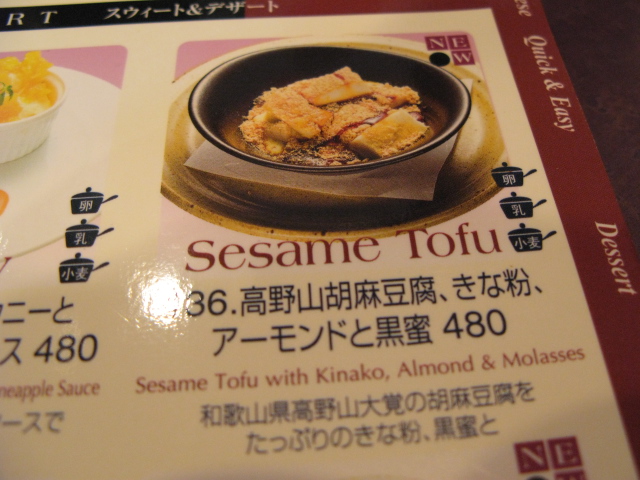 RT スウィート&デザート
NEW
卵
乳
小麦
卵
乳
小麦
Sesame Tofu
36.高野山胡麻豆腐、きな粉、
アーモンドと黒蜜 480
Sesame Tofu with Kinako, Almond & Molasses
和歌山県高野山大覚の胡麻豆腐を
たっぷりのきな粉、黒蜜と
ニーと
ス 480
neapple Sauce
ースで
NEW
Quick & Easy
Dessert